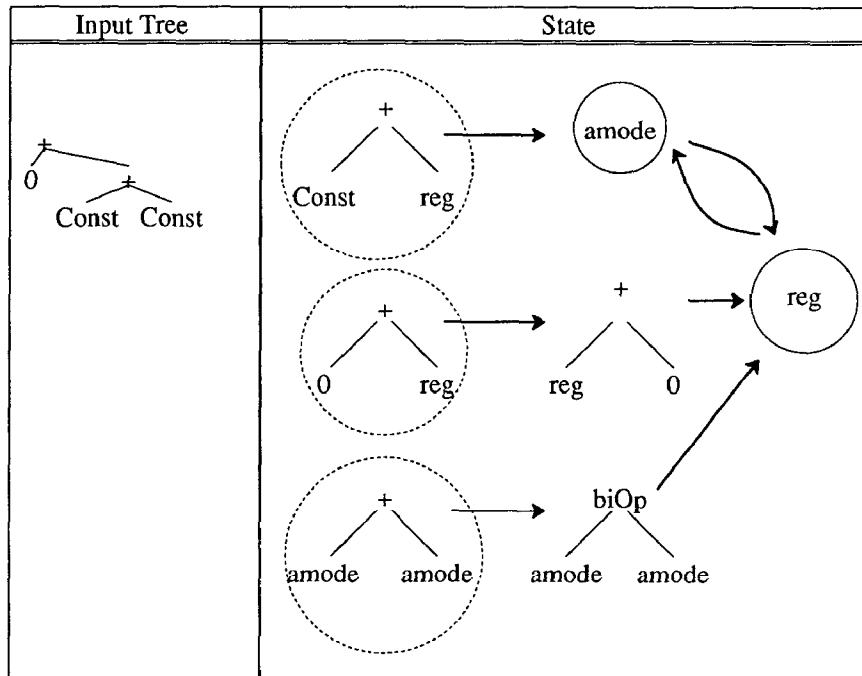 Input Tree
State
+
0
+
Const Const
+
Const reg
amode
+
0 reg
+
reg 0
reg
+
amode amode
biOp
amode amode